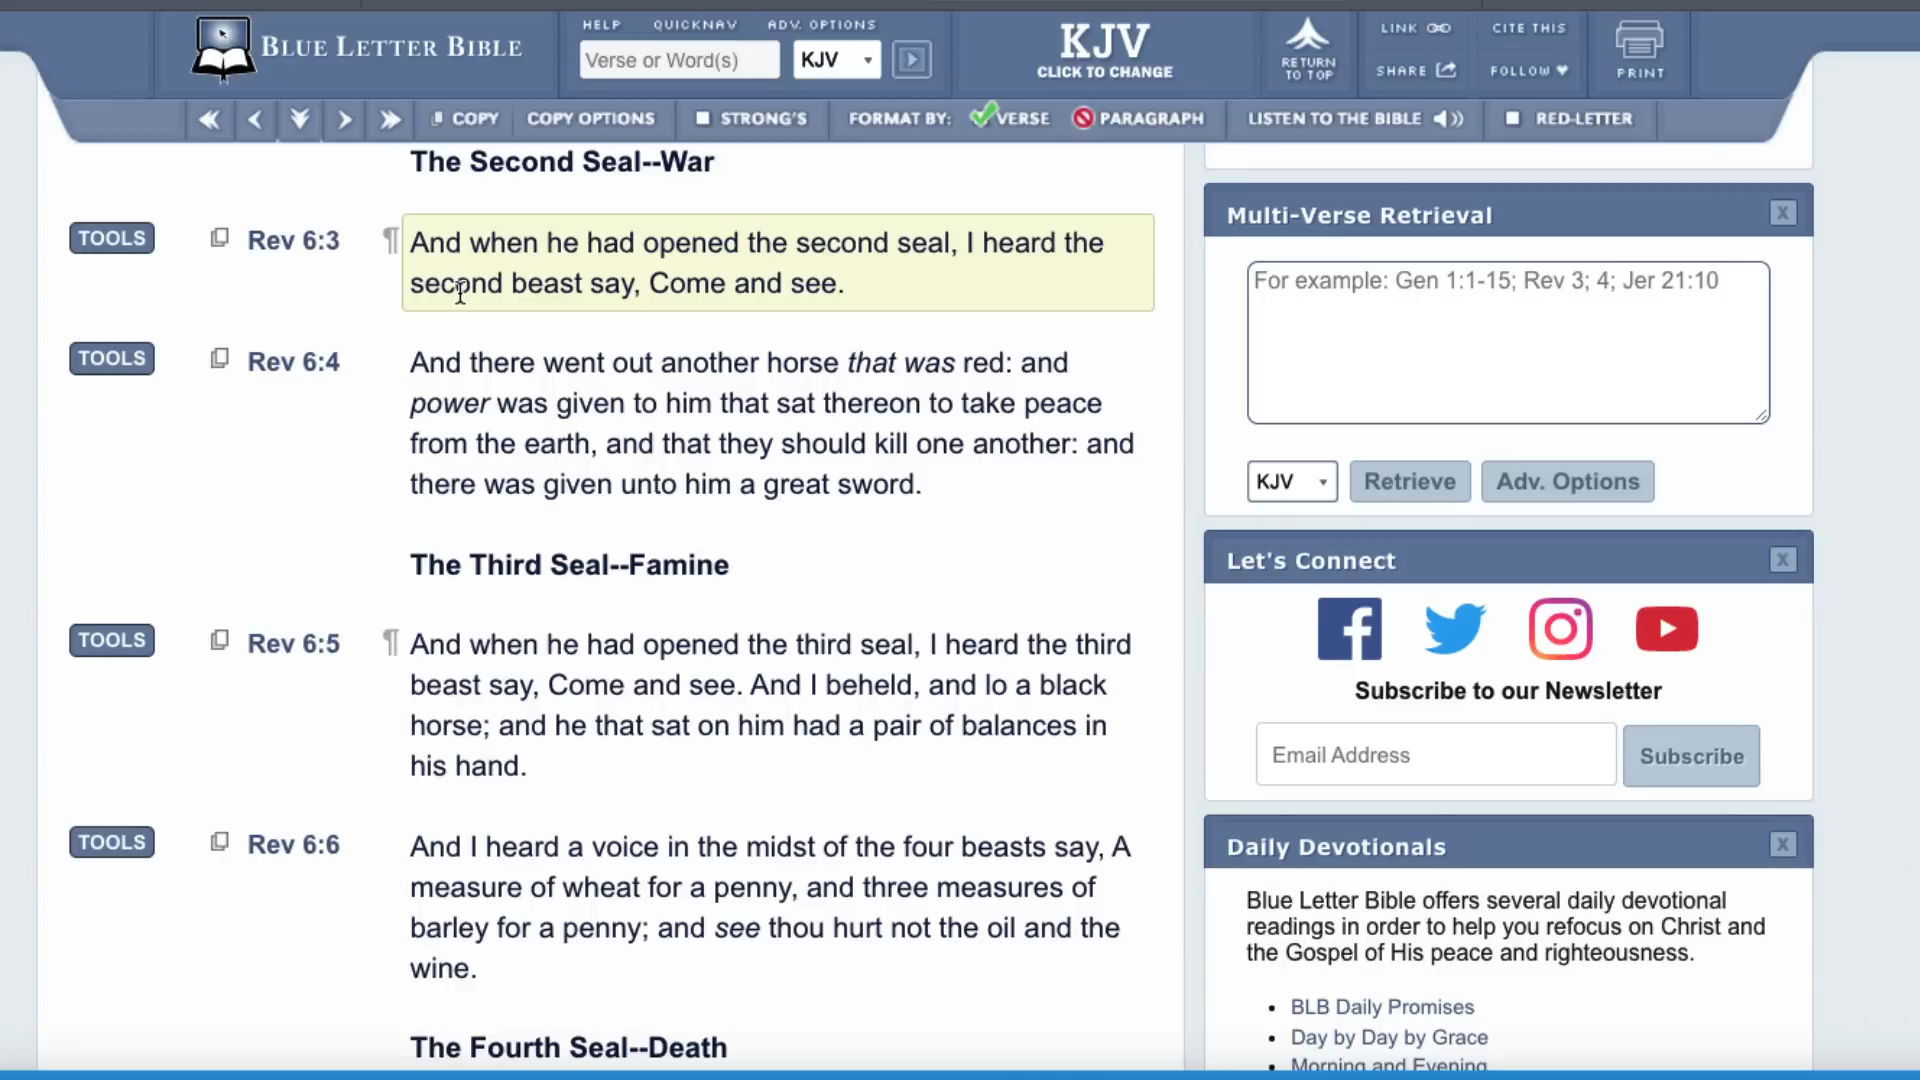 HELP QUICKNAV ADV. OPTIONS
BLUE LETTER BIBLE
Verse or Word(s) KJV
KJV
CLICK TO CHANGE
RETURN
TO TOP
LINK CITE THIS
SHARE FOLLOW
PRINT
COPY COPY OPTIONS STRONG'S FORMAT BY: VERSE PARAGRAPH LISTEN TO THE BIBLE RED-LETTER
The Second Seal--War
TOOLS Rev 6:3 ¶ And when he had opened the second seal, I heard the
second beast say, Come and see.
TOOLS Rev 6:4 And there went out another horse that was red: and
power was given to him that sat thereon to take peace
from the earth, and that they should kill one another: and
there was given unto him a great sword.
The Third Seal--Famine
TOOLS Rev 6:5 ¶ And when he had opened the third seal, I heard the third
beast say, Come and see. And I beheld, and lo a black
horse; and he that sat on him had a pair of balances in
his hand.
TOOLS Rev 6:6 And I heard a voice in the midst of the four beasts say, A
measure of wheat for a penny, and three measures of
barley for a penny; and see thou hurt not the oil and the
wine.
The Fourth Seal--Death
Multi-Verse Retrieval X
For example: Gen 1:1-15; Rev 3; 4; Jer 21:10
KJV Retrieve Adv. Options
Let's Connect X
Subscribe to our Newsletter
Email Address Subscribe
Daily Devotionals X
Blue Letter Bible offers several daily devotional
readings in order to help you refocus on Christ and
the Gospel of His peace and righteousness.
• BLB Daily Promises
• Day by Day by Grace
• Morning and Evening